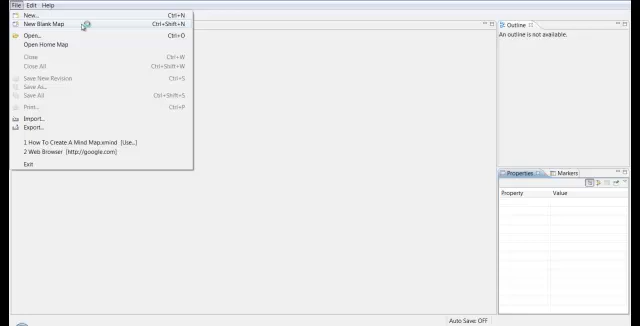 File Edit Help
New... Ctrl+N
New Blank Map Ctrl+Shift+N
Open... Ctrl+O
Open Home Map
Close Ctrl+W
Close All Ctrl+Shift+W
Save New Revision Ctrl+S
Save As...
Save All Ctrl+Shift+S
Print... Ctrl+P
Import...
Export...
1 How To Create A Mind Map.xmind [Use...]
2 Web Browser [http://google.com]
Exit
Outline
An outline is not available.
Properties Markers
Property Value
Auto Save: OFF